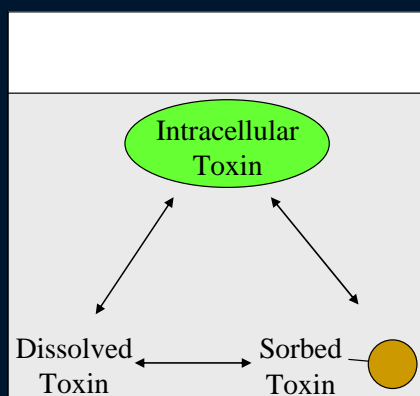 Intracellular
Toxin
Dissolved
Toxin
Sorbed
Toxin